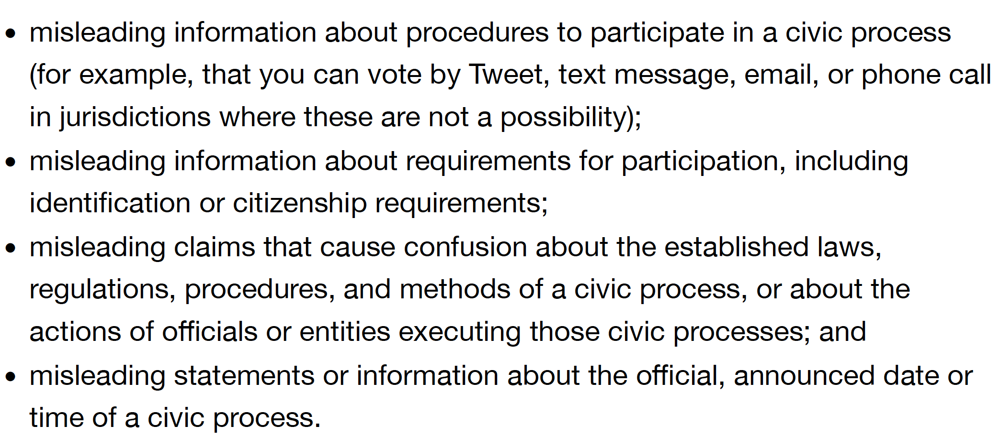 • misleading information about procedures to participate in a civic process
(for example, that you can vote by Tweet, text message, email, or phone call
in jurisdictions where these are not a possibility);
• misleading information about requirements for participation, including
identification or citizenship requirements;
• misleading claims that cause confusion about the established laws,
regulations, procedures, and methods of a civic process, or about the
actions of officials or entities executing those civic processes; and
• misleading statements or information about the official, announced date or
time of a civic process.